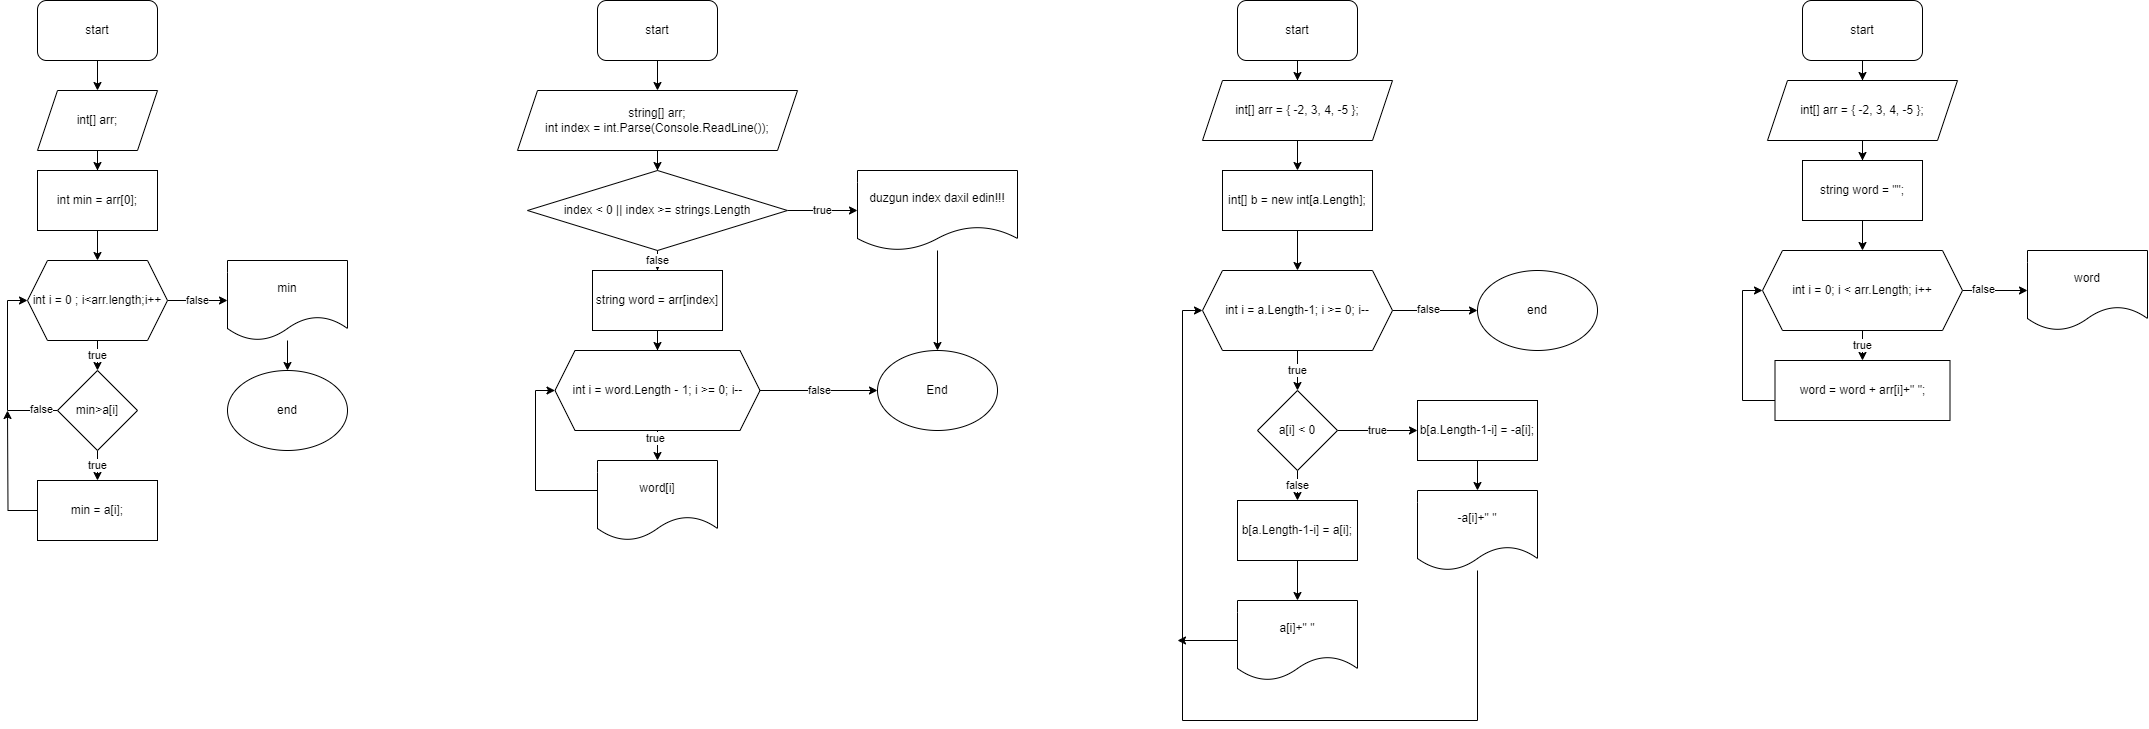 start
int[] arr;
int min = arr[0];
int i = 0 ; i<arr.length;i++
false
min
end
true
min>a[i]
false
true
min = a[i];
start
string[] arr;
int index = int.Parse(Console.ReadLine());
index < 0 || index >= strings.Length
true
duzgun index daxil edin!!!
false
string word = arr[index]
int i = word.Length - 1; i >= 0; i--
false
End
true
word[i]
start
int[] arr = { -2, 3, 4, -5 };
int[] b = new int[a.Length];
int i = a.Length-1; i >= 0; i--
false
end
true
a[i] < 0
true
b[a.Length-1-i] = -a[i];
-a[i]+" "
false
b[a.Length-1-i] = a[i];
a[i]+" "
start
int[] arr = { -2, 3, 4, -5 };
string word = "";
int i = 0; i < arr.Length; i++
false
word
true
word = word + arr[i]+" ";